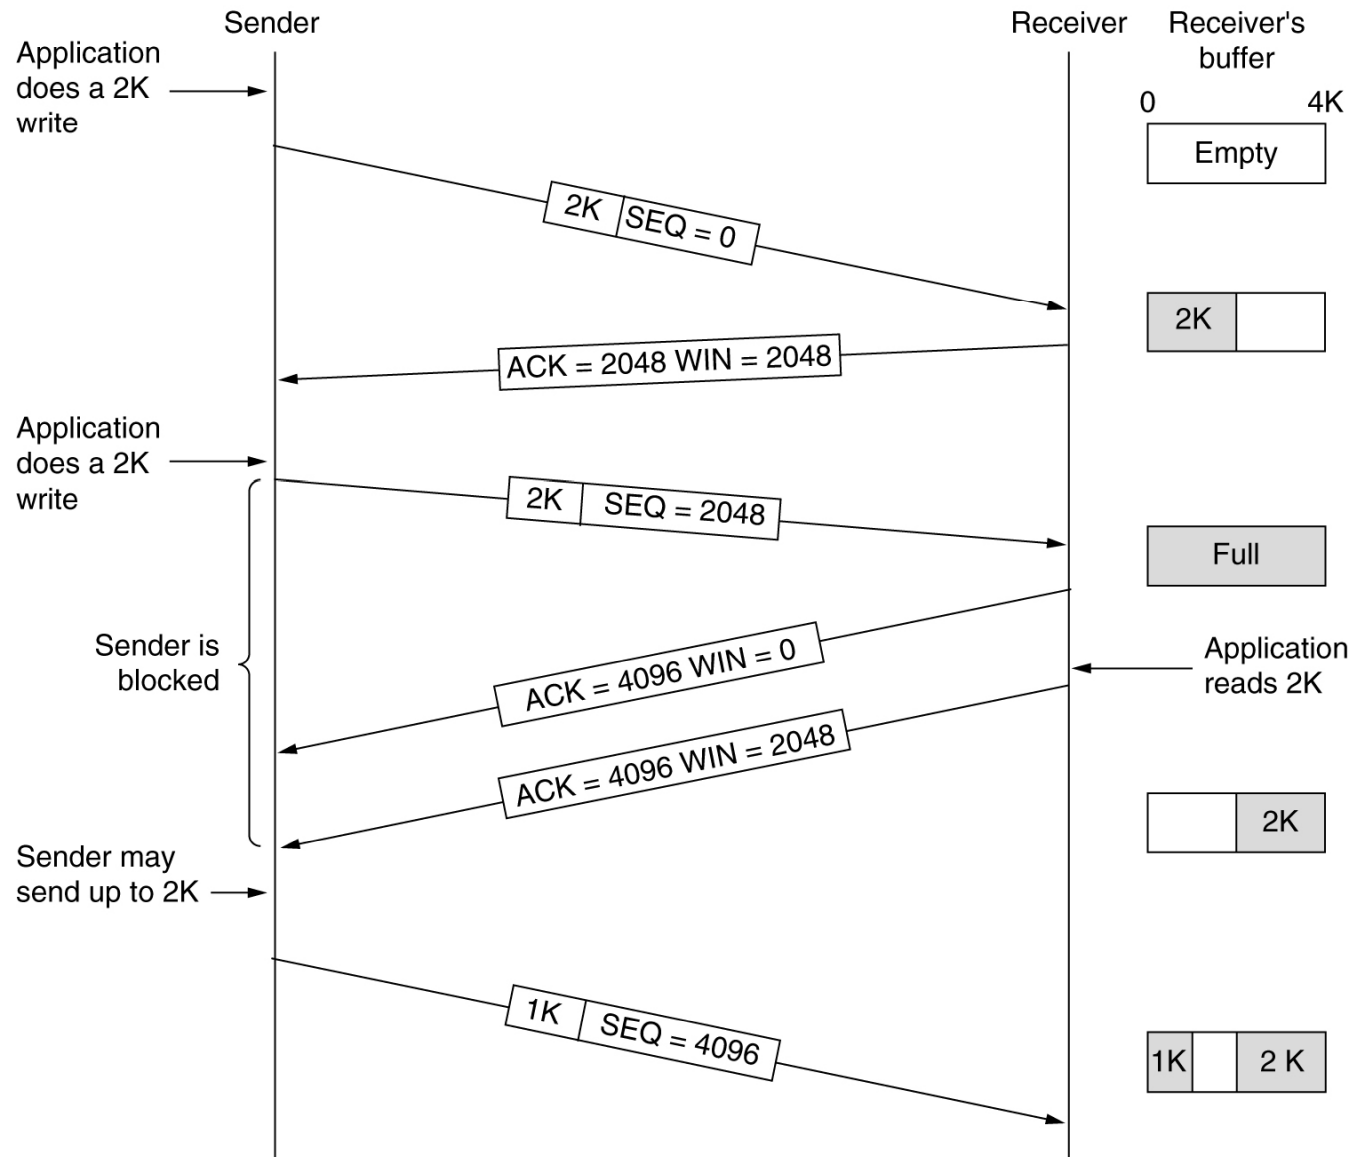 Sender
Receiver
Receiver's
buffer
Application
does a 2K
write
0
4K
Empty
2K
SEQ = 0
2K
ACK = 2048 WIN = 2048
Application
does a 2K
write
2K
SEQ = 2048
Full
Sender is
blocked
ACK = 4096 WIN = 0
Application
reads 2K
ACK = 4096 WIN = 2048
2K
Sender may
send up to 2K
1K
SEQ = 4096
1K
2 K